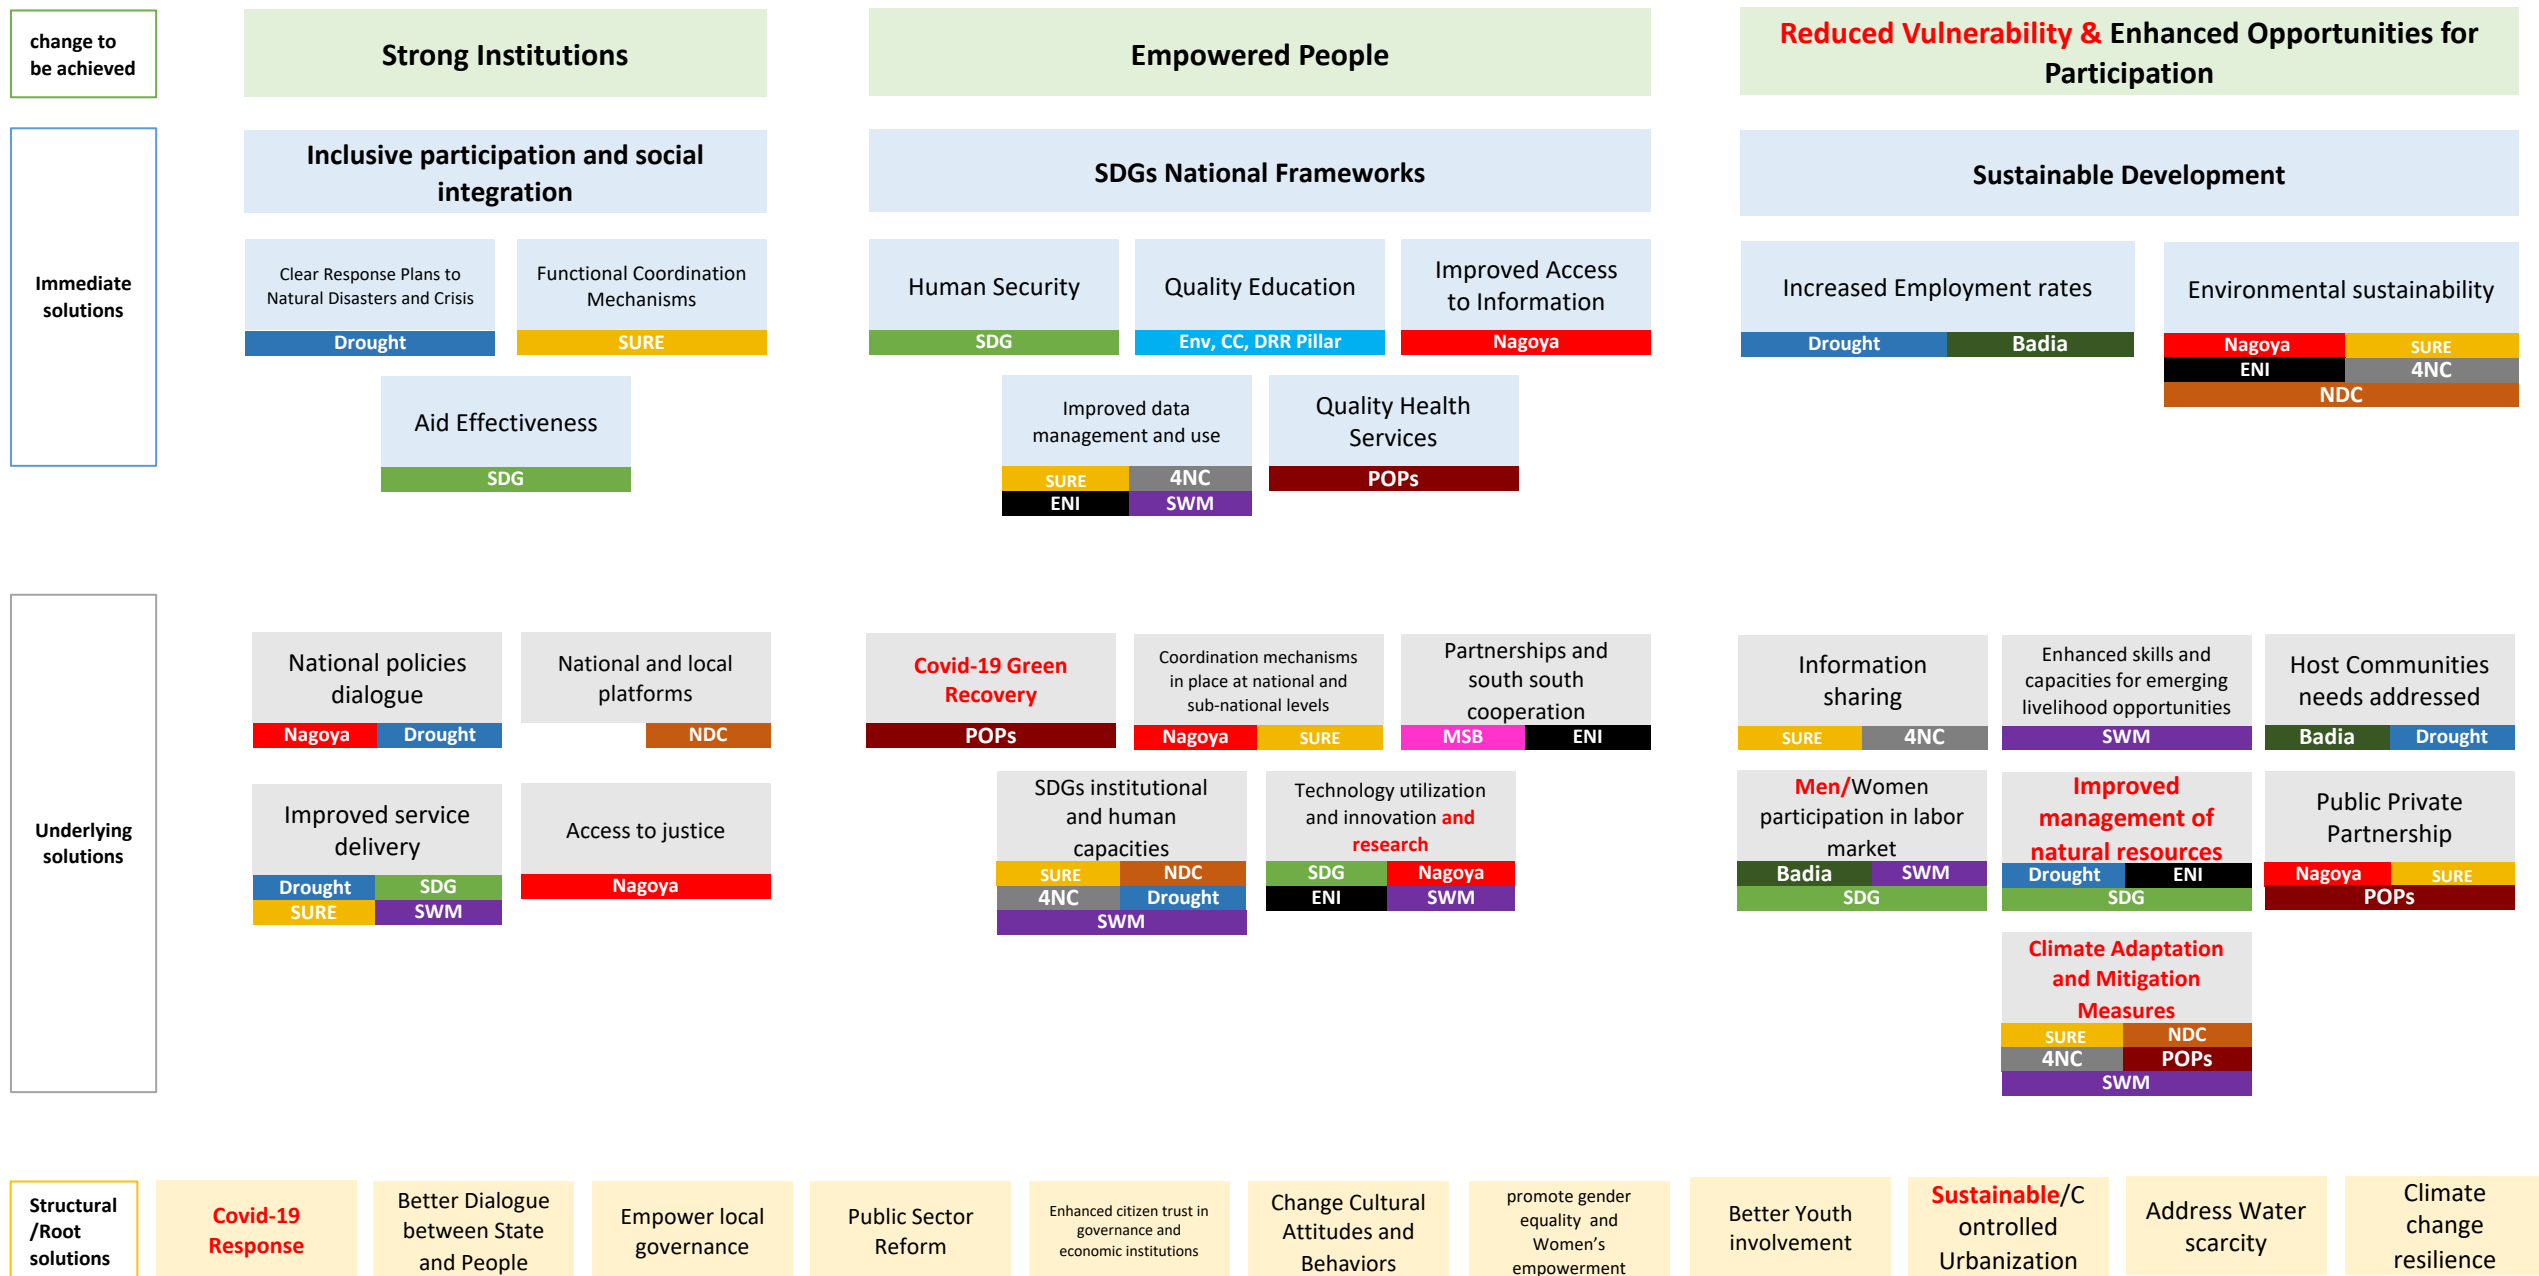 change to
be achieved
Strong Institutions
Empowered People
Reduced Vulnerability & Enhanced Opportunities for
Participation
Immediate
solutions
Inclusive participation and social
integration
SDGs National Frameworks
Sustainable Development
Clear Response Plans to
Natural Disasters and Crisis
Drought
Functional Coordination
Mechanisms
SURE
Aid Effectiveness
SDG
Human Security
SDG
Quality Education
Env, CC, DRR Pillar
Improved Access
to Information
Nagoya
Improved data
management and use
SURE 4NC
ENI SWM
Quality Health
Services
POPs
Increased Employment rates
Drought Badia
Environmental sustainability
Nagoya SURE
ENI 4NC
NDC
Underlying
solutions
National policies
dialogue
Nagoya Drought
National and local
platforms
NDC
Improved service
delivery
Drought SDG
SURE SWM
Access to justice
Nagoya
Covid-19 Green
Recovery
POPs
Coordination mechanisms
in place at national and
sub-national levels
Nagoya SURE
Partnerships and
south south
cooperation
MSB ENI
SDGs institutional
and human
capacities
SURE NDC
4NC Drought
SWM
Technology utilization
and innovation and
research
SDG Nagoya
ENI SWM
Information
sharing
SURE 4NC
Enhanced skills and
capacities for emerging
livelihood opportunities
SWM
Host Communities
needs addressed
Badia Drought
Men/Women
participation in labor
market
Badia SWM
SDG
Improved
management of
natural resources
Drought ENI
SDG
Public Private
Partnership
Nagoya SURE
POPs
Climate Adaptation
and Mitigation
Measures
SURE NDC
4NC POPs
SWM
Structural
/Root
solutions
Covid-19
Response
Better Dialogue
between State
and People
Empower local
governance
Public Sector
Reform
Enhanced citizen trust in
governance and
economic institutions
Change Cultural
Attitudes and
Behaviors
promote gender
equality and
Women's
empowerment
Better Youth
involvement
Sustainable/C
ontrolled
Urbanization
Address Water
scarcity
Climate
change
resilience